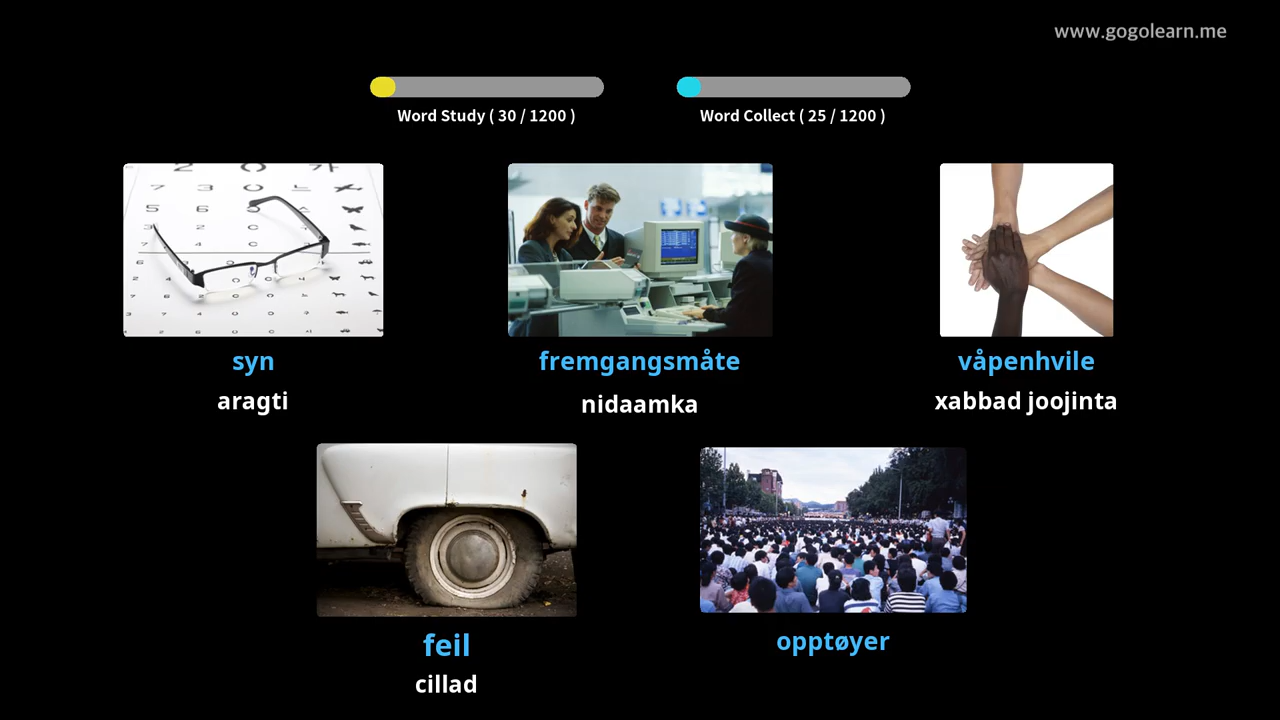 www.gogolearn.me
Word Study ( 30 / 1200 )
Word Collect ( 25 / 1200 )
syn
fremgangsmåte
våpenhvile
aragti
nidaamka
xabbad joojinta
feil
opptøyer
cillad